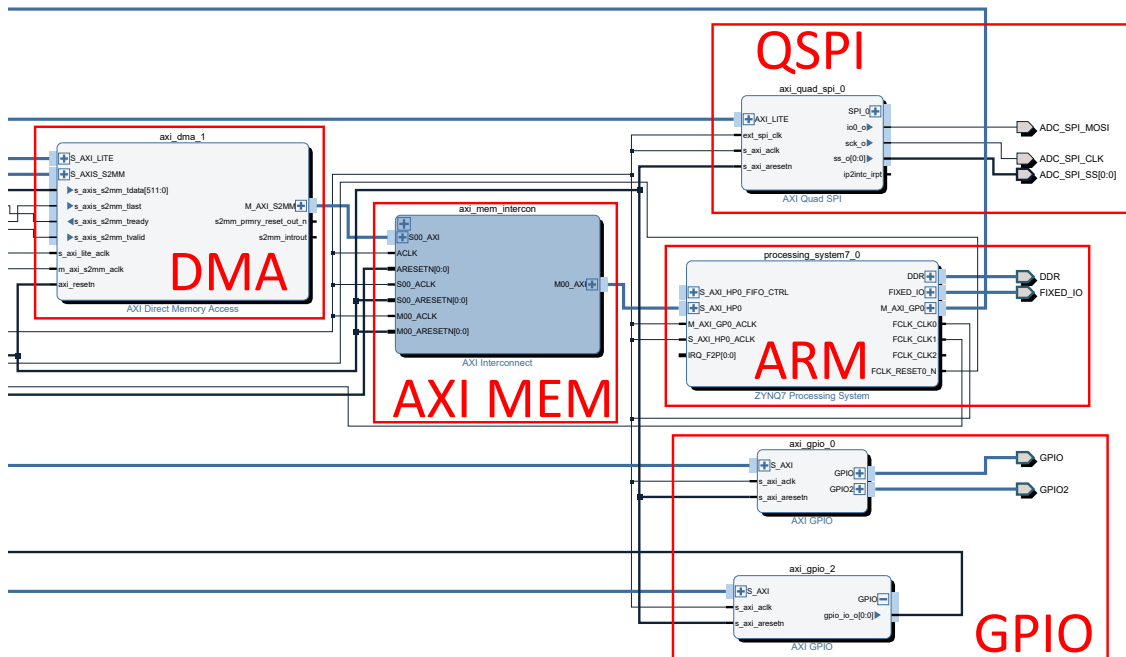 QSPI
axi_quad_spi_0
AXI_LITE
ext_spi_clk
s_axi_aclk
s_axi_aresetn
SPI_0
io0_o
sck_o
ss_o[0:0]
ip2intc_irpt
AXI Quad SPI
ADC_SPI_MOSI
ADC_SPI_CLK
ADC_SPI_SS[0:0]
axi_dma_1
S_AXI_LITE
S_AXIS_S2MM
s_axis_s2mm_tdata[511:0]
s_axis_s2mm_tlast
s_axis_s2mm_tready
s_axis_s2mm_tvalid
s_axi_lite_aclk
m_axi_s2mm_aclk
axi_resetn
M_AXI_S2MM
s2mm_prmry_reset_out_n
s2mm_introut
DMA
AXI Direct Memory Access
axi_mem_intercon
S00_AXI
ACLK
ARESETN[0:0]
S00_ACLK
S00_ARESETN[0:0]
M00_ACLK
M00_ARESETN[0:0]
M00_AXI
AXI Interconnect
AXI MEM
processing_system7_0
S_AXI_HP0_FIFO_CTRL
S_AXI_HP0
M_AXI_GP0_ACLK
S_AXI_HP0_ACLK
IRQ_F2P[0:0]
DDR
FIXED_IO
M_AXI_GP0
FCLK_CLK0
FCLK_CLK1
FCLK_CLK2
FCLK_RESET0_N
ARM
ZYNQ7 Processing System
DDR
FIXED_IO
axi_gpio_0
S_AXI
s_axi_aclk
s_axi_aresetn
GPIO
GPIO2
AXI GPIO
GPIO
GPIO2
axi_gpio_2
S_AXI
s_axi_aclk
s_axi_aresetn
GPIO
gpio_io_o[0:0]
AXI GPIO
GPIO